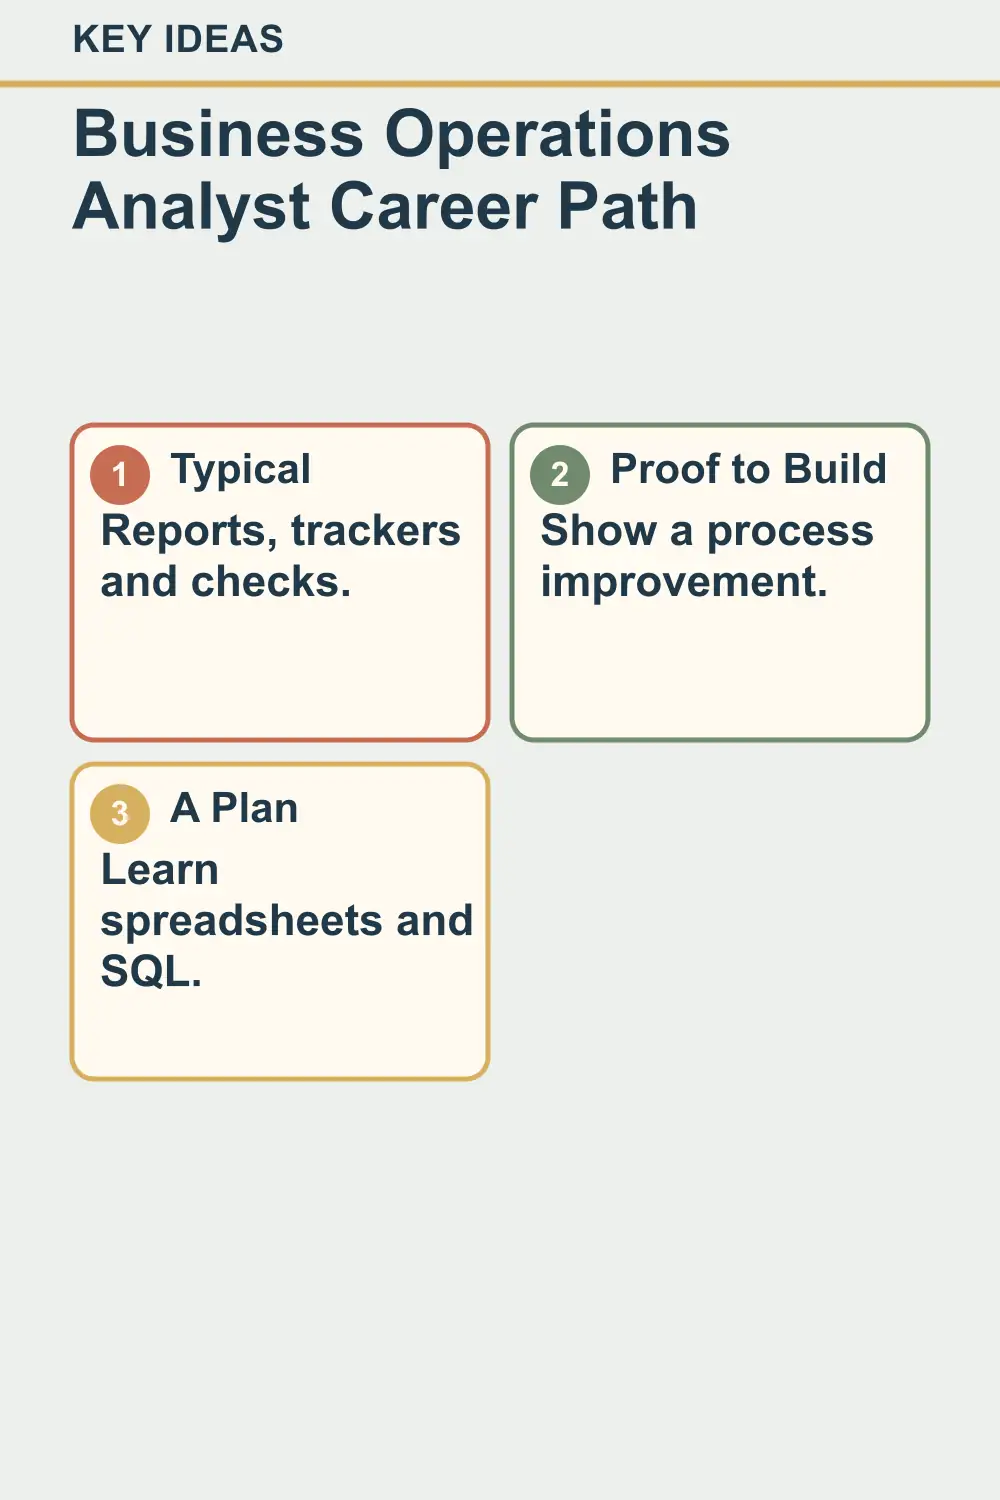 KEY IDEAS
Business Operations
Analyst Career Path
1 Typical
Reports, trackers
and checks.
2 Proof to Build
Show a process
improvement.
3 A Plan
Learn
spreadsheets and
SQL.